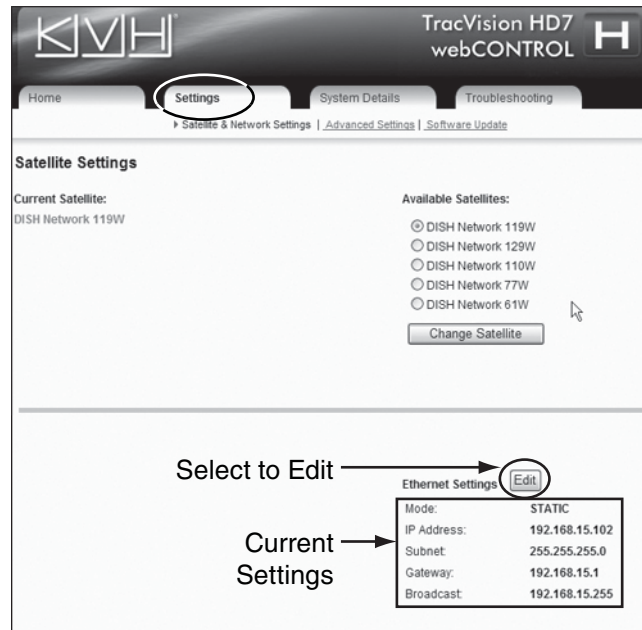 KVH
TracVision HD7
webCONTROL
H
Home
Settings
System Details
Troubleshooting
Satellite & Network Settings | Advanced Settings | Software Update
Satellite Settings
Current Satellite:
DISH Network 119W
Available Satellites:
DISH Network 119W
DISH Network 129W
DISH Network 110W
DISH Network 77W
DISH Network 61W
Change Satellite
Select to Edit
Ethernet Settings
Edit
Current
Settings
Mode: STATIC
IP Address: 192.168.15.102
Subnet: 255.255.255.0
Gateway: 192.168.15.1
Broadcast: 192.168.15.255